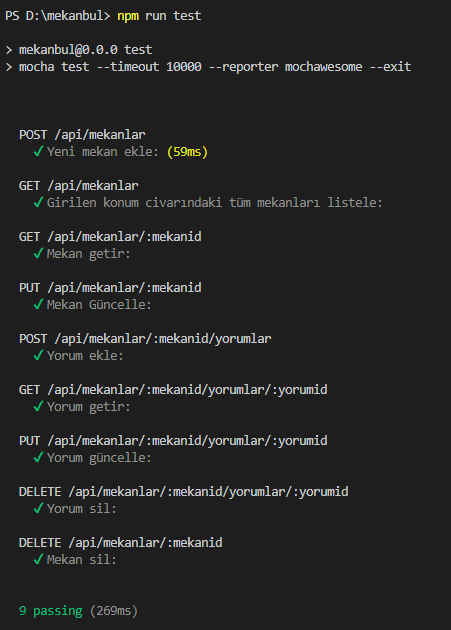 PS D:\mekanbul> npm run test
> mekanbul@0.0.0 test
> mocha test --timeout 10000 --reporter mochawesome --exit
POST /api/mekanlar
✓ Yeni mekan ekle: (59ms)
GET /api/mekanlar
✓ Girilen konum civarındaki tüm mekanları listele:
GET /api/mekanlar/:mekanid
✓ Mekan getir:
PUT /api/mekanlar/:mekanid
✓ Mekan Güncelle:
POST /api/mekanlar/:mekanid/yorumlar
✓ Yorum ekle:
GET /api/mekanlar/:mekanid/yorumlar/:yorumid
✓ Yorum getir:
PUT /api/mekanlar/:mekanid/yorumlar/:yorumid
✓ Yorum güncelle:
DELETE /api/mekanlar/:mekanid/yorumlar/:yorumid
✓ Yorum sil:
DELETE /api/mekanlar/:mekanid
✓ Mekan sil:
9 passing (269ms)